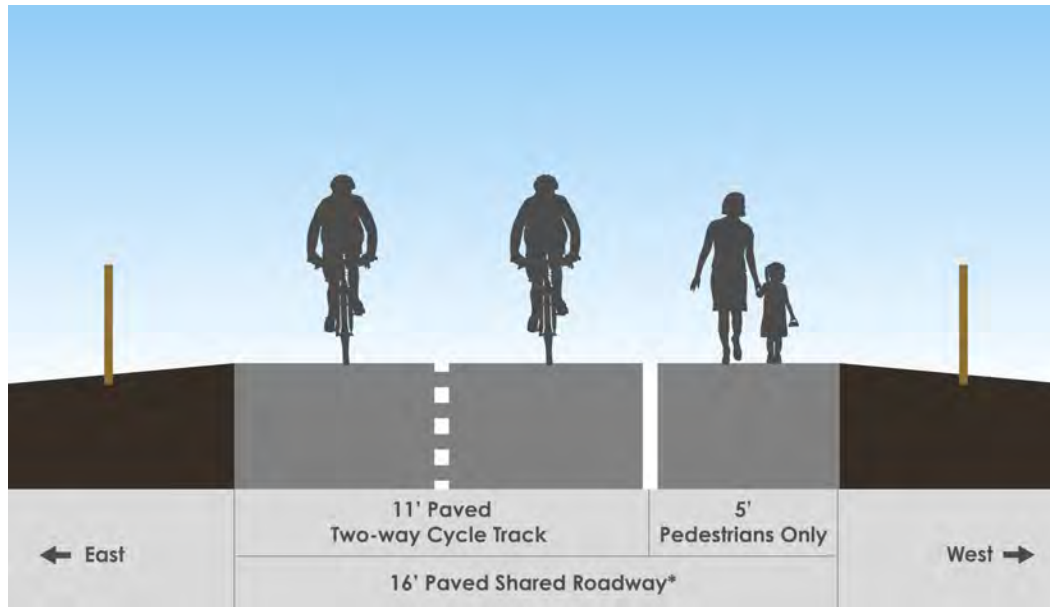 11’ Paved
Two-way Cycle Track
5’
Pedestrians Only
East
West
16’ Paved Shared Roadway*